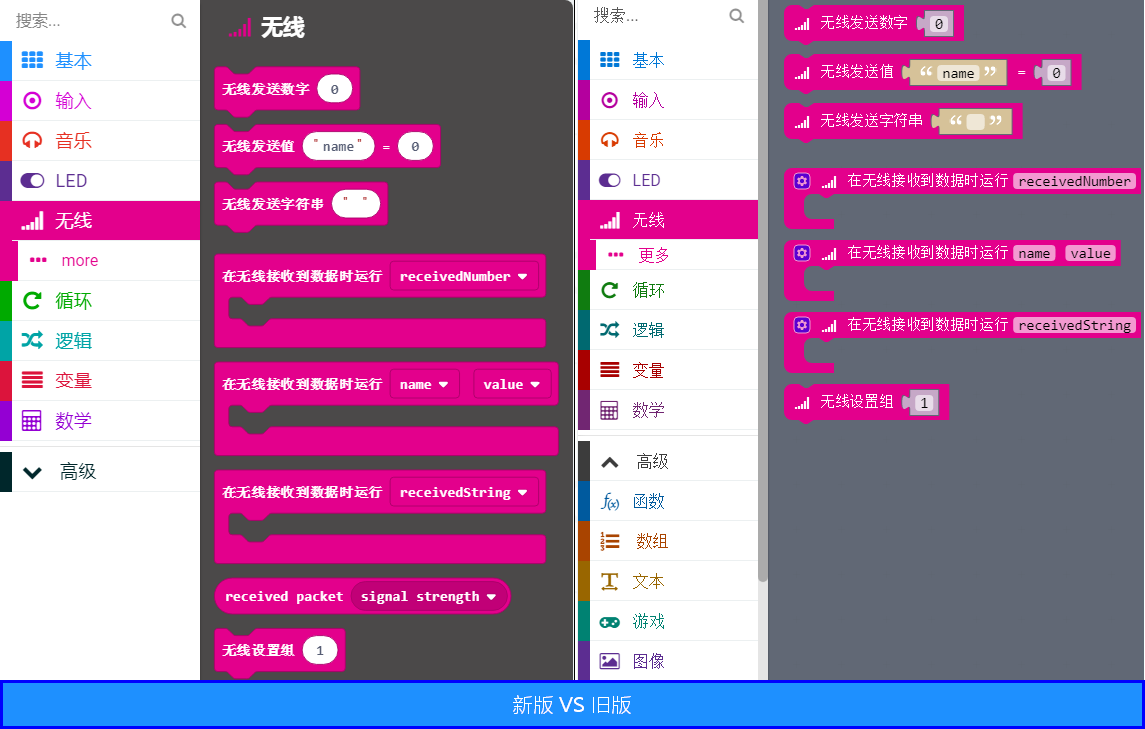 搜索...
基本
输入
音乐
LED
无线
more
循环
逻辑
变量
数学
高级
无线
无线发送数字 0
无线发送值 "name" = 0
无线发送字符串 " "
在无线接收到数据时运行 receivedNumber
在无线接收到数据时运行 name value
在无线接收到数据时运行 receivedString
received packet signal strength
无线设置组 1
搜索...
基本
输入
音乐
LED
无线
更多
循环
逻辑
变量
数学
高级
f(x) 函数
数组
文本
游戏
图像
无线发送数字 0
无线发送值 “ name ” = 0
无线发送字符串 “ ”
在无线接收到数据时运行 receivedNumber
在无线接收到数据时运行 name value
在无线接收到数据时运行 receivedString
无线设置组 1
新版 VS 旧版